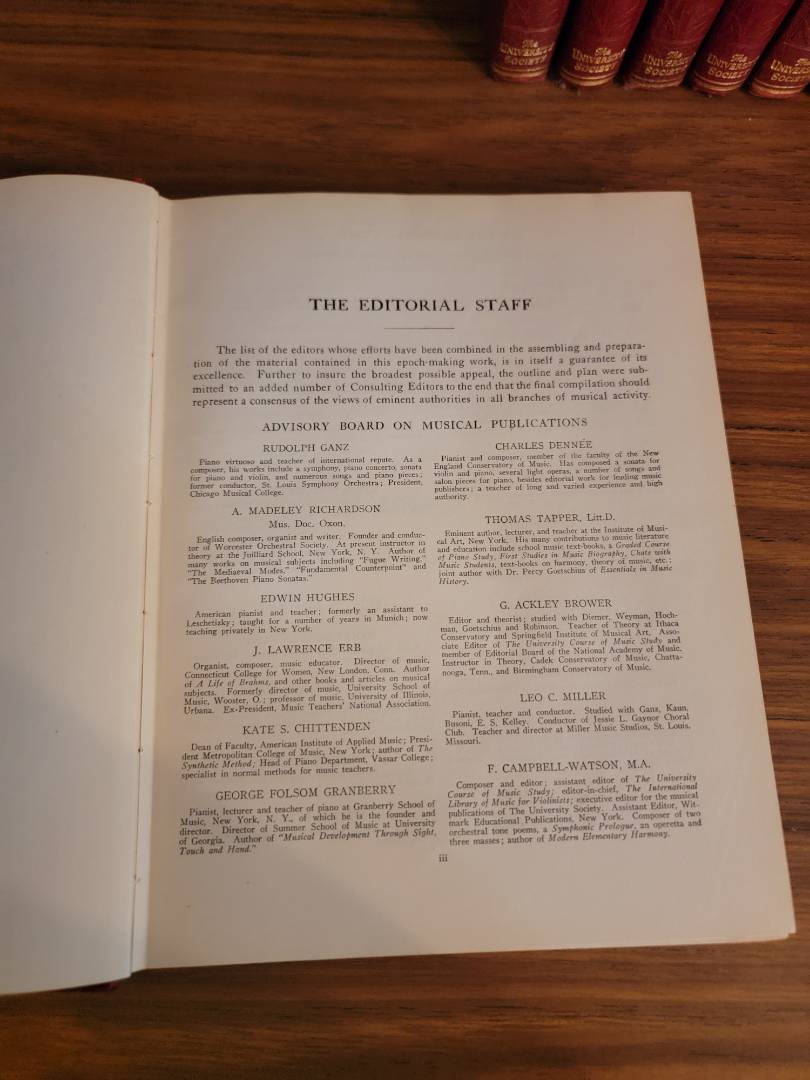 The
UNIVERSITY
SOCIETY
The
UNIVERSITY
SOCIETY
The
UNIVERSITY
SOCIETY
The
UNIVERSITY
SOCIETY
The
UNIVERSITY
SOCIETY
THE EDITORIAL STAFF
The list of the editors whose efforts have been combined in the assembling and prepara-
tion of the material contained in this epoch-making work, is in itself a guarantee of its
excellence. Further to insure the broadest possible appeal, the outline and plan were sub-
mitted to an added number of Consulting Editors to the end that the final compilation should
represent a consensus of the views of eminent authorities in all branches of musical activity.
ADVISORY BOARD ON MUSICAL PUBLICATIONS
RUDOLPH GANZ
Piano virtuoso and teacher of international repute. As a
composer, his works include a symphony, piano concerto, sonata
for piano and violin, and numerous songs and piano pieces;
former conductor, St. Louis Symphony Orchestra; President,
Chicago Musical College.
A. MADELEY RICHARDSON
Mus. Doc. Oxon.
English composer, organist and writer. Founder and conduc-
tor of Worcester Orchestral Society. At present instructor in
theory at the Juilliard School, New York, N. Y. Author of
many works on musical subjects including "Fugue Writing,"
"The Mediaeval Modes," "Fundamental Counterpoint" and
"The Beethoven Piano Sonatas."
EDWIN HUGHES
American pianist and teacher; formerly an assistant to
Leschetizky; taught for a number of years in Munich; now
teaching privately in New York.
J. LAWRENCE ERB
Organist, composer, music educator. Director of music,
Connecticut College for Women, New London, Conn. Author
of A Life of Brahms, and other books and articles on musical
subjects. Formerly director of music, University School of
Music, Wooster, O.; professor of music, University of Illinois,
Urbana. Ex-President, Music Teachers' National Association.
KATE S. CHITTENDEN
Dean of Faculty, American Institute of Applied Music; Presi-
dent Metropolitan College of Music, New York; author of The
Synthetic Method; Head of Piano Department, Vassar College;
specialist in normal methods for music teachers.
GEORGE FOLSOM GRANBERRY
Pianist, lecturer and teacher of piano at Granberry School of
Music, New York, N. Y., of which he is the founder and
director. Director of Summer School of Music at University
of Georgia. Author of "Musical Development Through Sight,
Touch and Hand."
CHARLES DENNÉE
Pianist and composer, member of the faculty of the New
England Conservatory of Music. Has composed a sonata for
violin and piano, several light operas, a number of songs and
salon pieces for piano, besides editorial work for leading music
publishers; a teacher of long and varied experience and high
authority.
THOMAS TAPPER, Litt.D.
Eminent author, lecturer, and teacher at the Institute of Musi-
cal Art, New York. His many contributions to music literature
and education include school music text-books, a Graded Course
of Piano Study, First Studies in Music Biography, Chats with
Music Students, text-books on harmony, theory of music, etc.;
joint author with Dr. Percy Goetschius of Essentials in Music
History.
G. ACKLEY BROWER
Editor and theorist; studied with Diemer, Weyman, Hoch-
man, Goetschius and Robinson. Teacher of Theory at Ithaca
Conservatory and Springfield Institute of Musical Art. Asso-
ciate Editor of The University Course of Music Study and
member of Editorial Board of the National Academy of Music.
Instructor in Theory, Cadek Conservatory of Music, Chatta-
nooga, Tenn., and Birmingham Conservatory of Music.
LEO C. MILLER
Pianist, teacher and conductor. Studied with Ganz, Kaun,
Busoni, E. S. Kelley. Conductor of Jessie L. Gaynor Choral
Club. Teacher and director at Miller Music Studios, St. Louis,
Missouri.
F. CAMPBELL-WATSON, M.A.
Composer and editor; assistant editor of The University
Course of Music Study; editor-in-chief, The International
Library of Music for Violinists; executive editor for the musical
publications of The University Society. Assistant Editor, Wit-
mark Educational Publications, New York. Composer of two
orchestral tone poems, a Symphonic Prologue, an operetta and
three masses; author of Modern Elementary Harmony.
iii